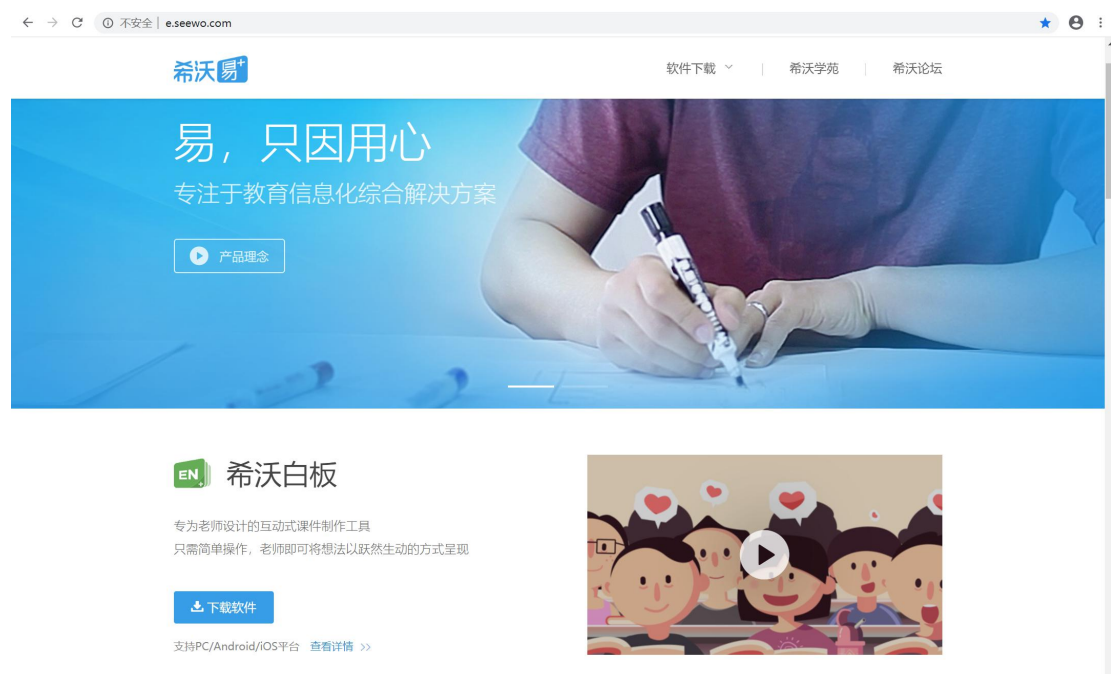 不安全 | e.seewo.com
希沃易+
软件下载
希沃学苑
希沃论坛
易，只因用心
专注于教育信息化综合解决方案
产品理念
EN
希沃白板
专为老师设计的互动式课件制作工具
只需简单操作，老师即可将想法以跃然生动的方式呈现
下载软件
支持PC/Android/iOS平台 查看详情 >>